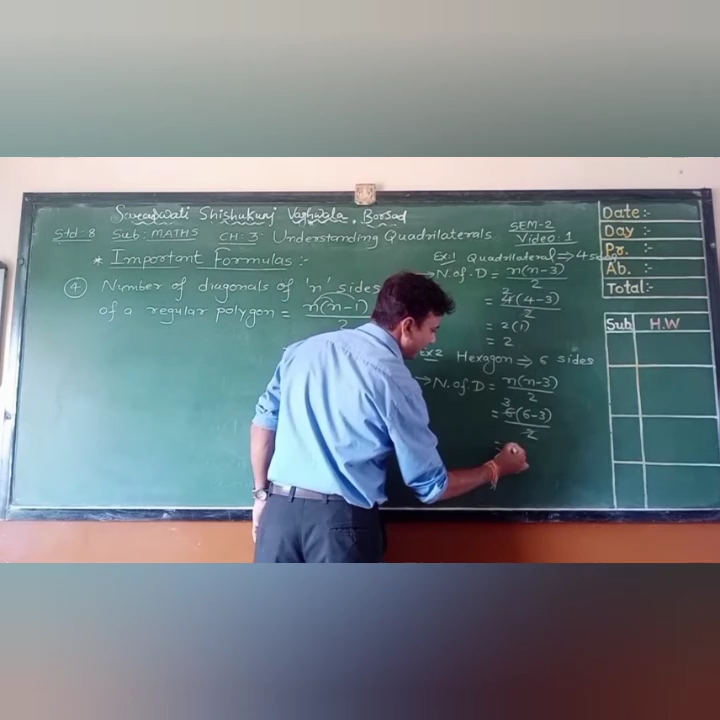 Saraswati Shishukunj Vaghwala, Borsad
Std:-8 Sub: MATHS CH:3: Understanding Quadrilaterals.
SEM-2
Video:1
* Important Formulas :-
④ Number of diagonals of 'n' sides
of a regular polygon = n(n-1)/2
Ex:1 Quadrilateral ⇒ 4
→ N.of.D = n(n-3)/2
= 2 4(4-3)/2
= 2(1)
= 2
Ex2 Hexagon ⇒ 6 sides
→ N.of D = n(n-3)/2
= 3 6(6-3)/2
=
Date:-
Day :-
Pr. :-
Ab. :-
Total:-
Sub H.W